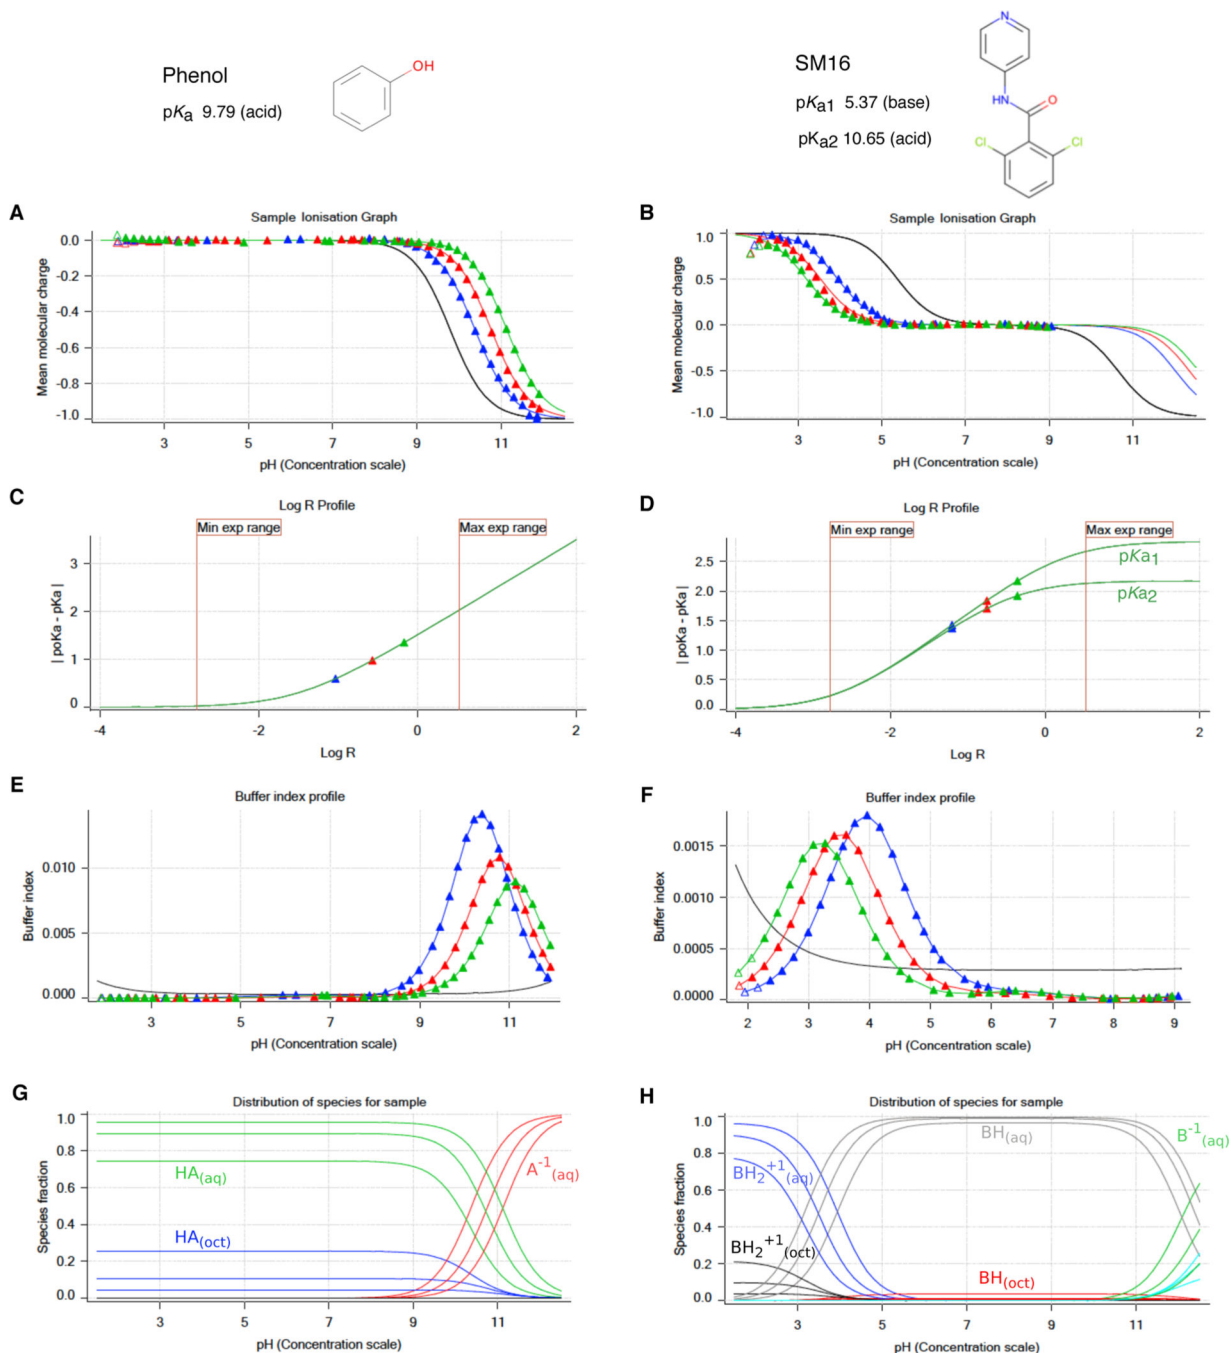 Phenol
pKa 9.79 (acid)
OH
SM16
pKa1 5.37 (base)
pKa2 10.65 (acid)
N
HN
O
Cl
Cl
A
Sample Ionisation Graph
Mean molecular charge
0.0
-0.2
-0.4
-0.6
-0.8
-1.0
3
5
7
9
11
pH (Concentration scale)
B
Sample Ionisation Graph
Mean molecular charge
1.0
0.5
0.0
-0.5
-1.0
3
5
7
9
11
pH (Concentration scale)
C
Log R Profile
Min exp range
Max exp range
| poKa - pKa |
3
2
1
0
-4
-2
0
2
Log R
D
Log R Profile
Min exp range
Max exp range
| poKa - pKa |
2.5
2.0
1.5
1.0
0.5
0.0
pKa1
pKa2
-4
-2
0
2
Log R
E
Buffer index profile
Buffer index
0.010
0.005
0.000
3
5
7
9
11
pH (Concentration scale)
F
Buffer index profile
Buffer index
0.0015
0.0010
0.0005
0.0000
2
3
4
5
6
7
8
9
pH (Concentration scale)
G
Distribution of species for sample
Species fraction
1.0
0.8
0.6
0.4
0.2
0.0
HA(aq)
A-1(aq)
HA(oct)
3
5
7
9
11
pH (Concentration scale)
H
Distribution of species for sample
Species fraction
1.0
0.8
0.6
0.4
0.2
0.0
BH(aq)
B-1(aq)
BH2+1(aq)
BH2+1(oct)
BH(oct)
3
5
7
9
11
pH (Concentration scale)